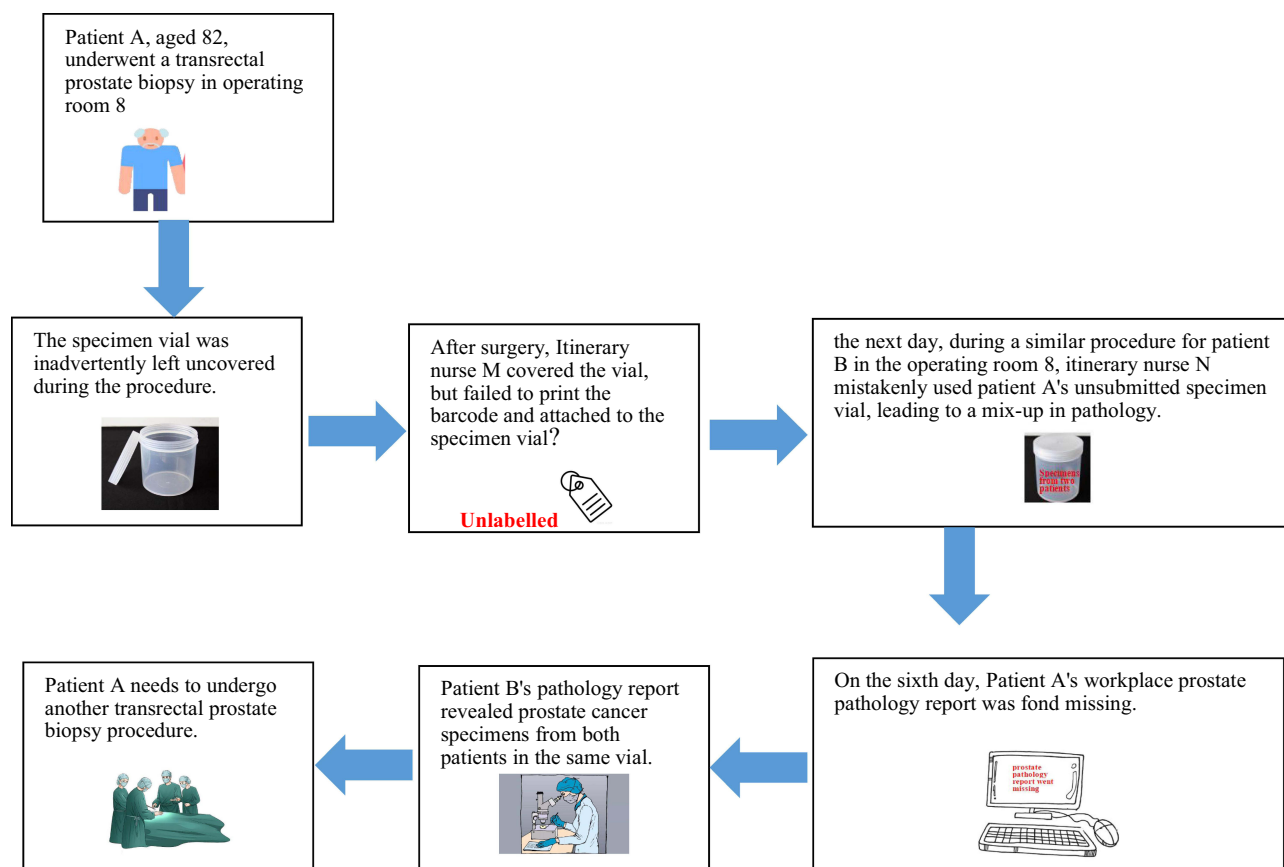 Patient A, aged 82,
underwent a transrectal
prostate biopsy in operating
room 8
The specimen vial was
inadvertently left uncovered
during the procedure.
After surgery, Itinerary
nurse M covered the vial,
but failed to print the
barcode and attached to the
specimen vial?
Unlabelled
the next day, during a similar procedure for patient
B in the operating room 8, itinerary nurse N
mistakenly used patient A's unsubmitted specimen
vial, leading to a mix-up in pathology.
Specimens
from two
patients
On the sixth day, Patient A's workplace prostate
pathology report was fond missing.
prostate
pathology
report went
missing
Patient B's pathology report
revealed prostate cancer
specimens from both
patients in the same vial.
Patient A needs to undergo
another transrectal prostate
biopsy procedure.